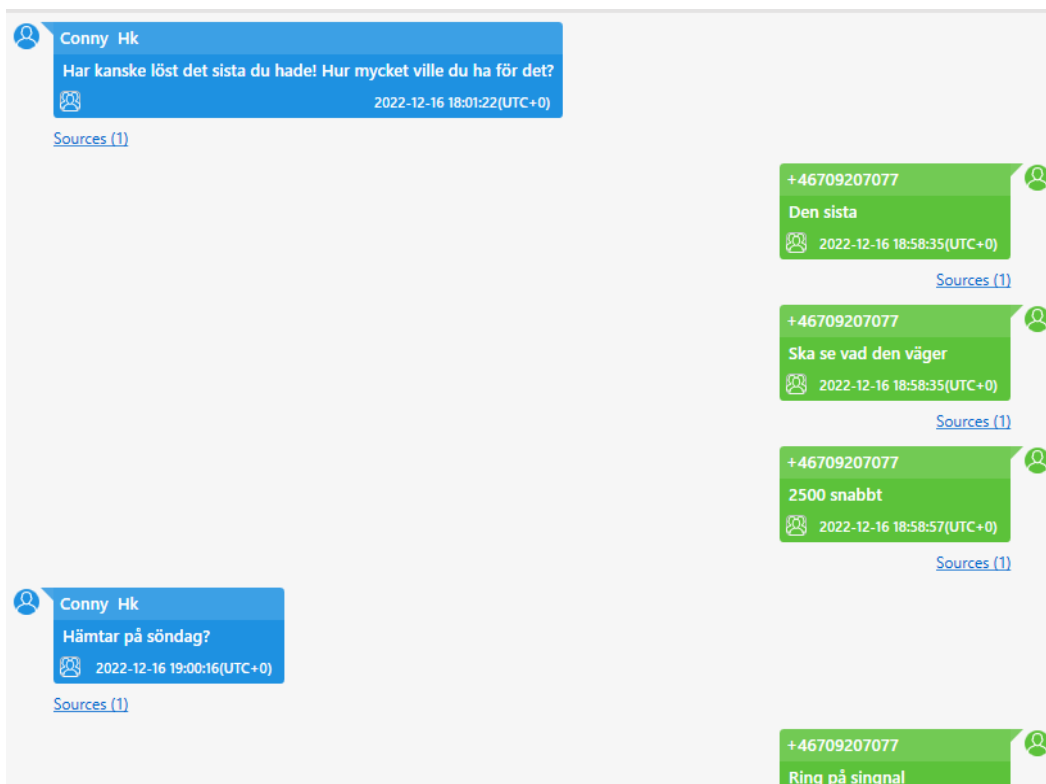 Conny  Hk
Har kanske löst det sista du hade! Hur mycket ville du ha för det?
2022-12-16 18:01:22(UTC+0)
Sources (1)
+46709207077
Den sista
2022-12-16 18:58:35(UTC+0)
Sources (1)
+46709207077
Ska se vad den väger
2022-12-16 18:58:35(UTC+0)
Sources (1)
+46709207077
2500 snabbt
2022-12-16 18:58:57(UTC+0)
Sources (1)
Conny  Hk
Hämtar på söndag?
2022-12-16 19:00:16(UTC+0)
Sources (1)
+46709207077
Ring på singnal